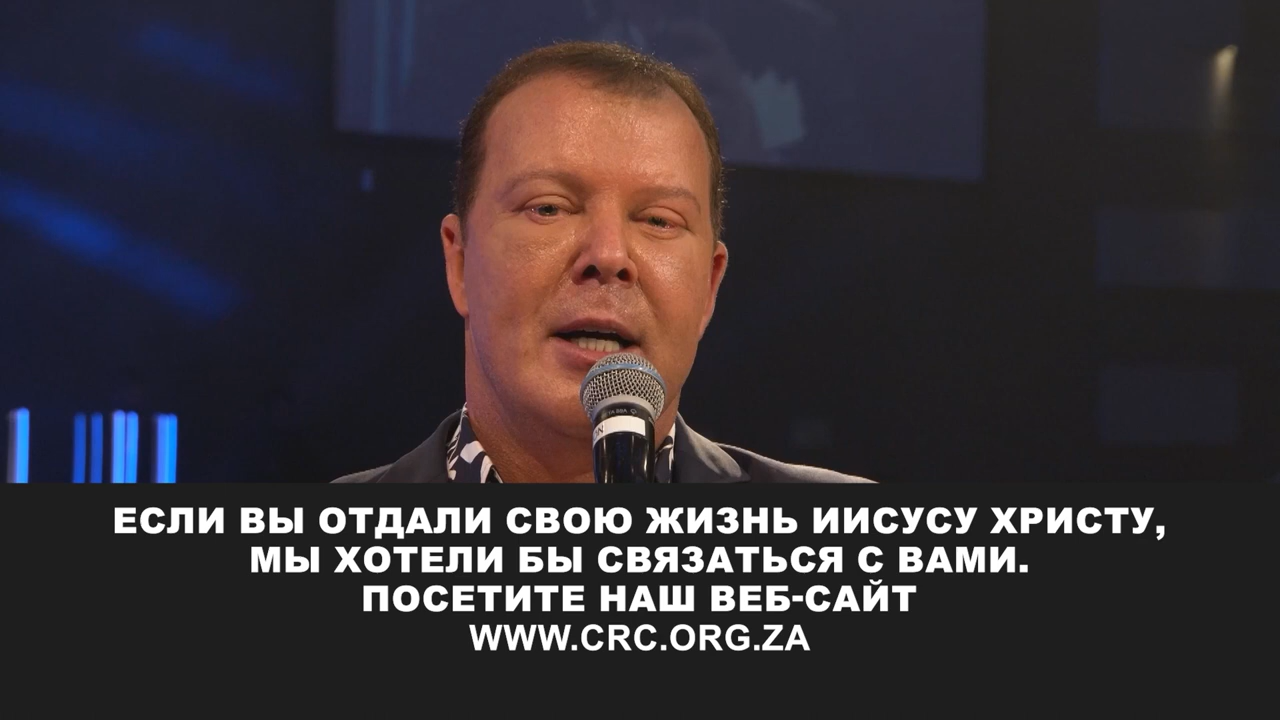 ЕСЛИ ВЫ ОТДАЛИ СВОЮ ЖИЗНЬ ИИСУСУ ХРИСТУ,
МЫ ХОТЕЛИ БЫ СВЯЗАТЬСЯ С ВАМИ.
ПОСЕТИТЕ НАШ ВЕБ-САЙТ
WWW.CRC.ORG.ZA